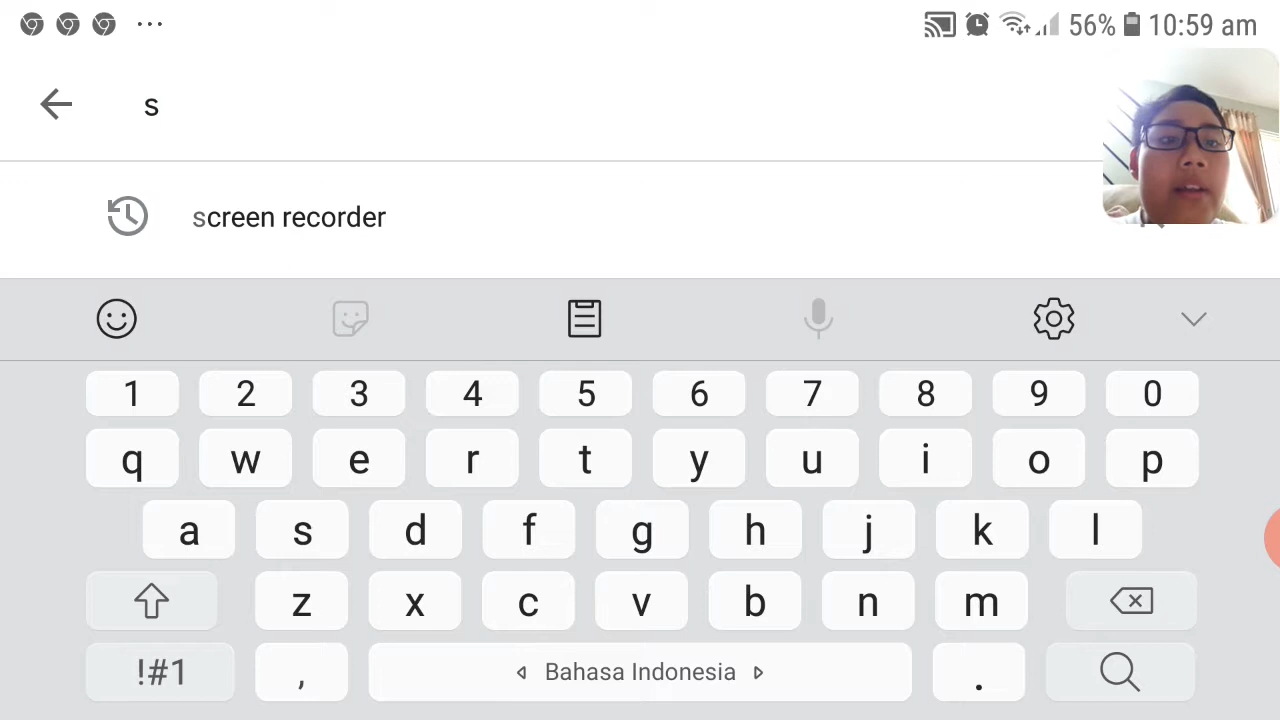 56% 10:59 am
s
screen recorder
1 2 3 4 5 6 7 8 9 0
q w e r t y u i o p
a s d f g h j k l
z x c v b n m
!#1 , Bahasa Indonesia .